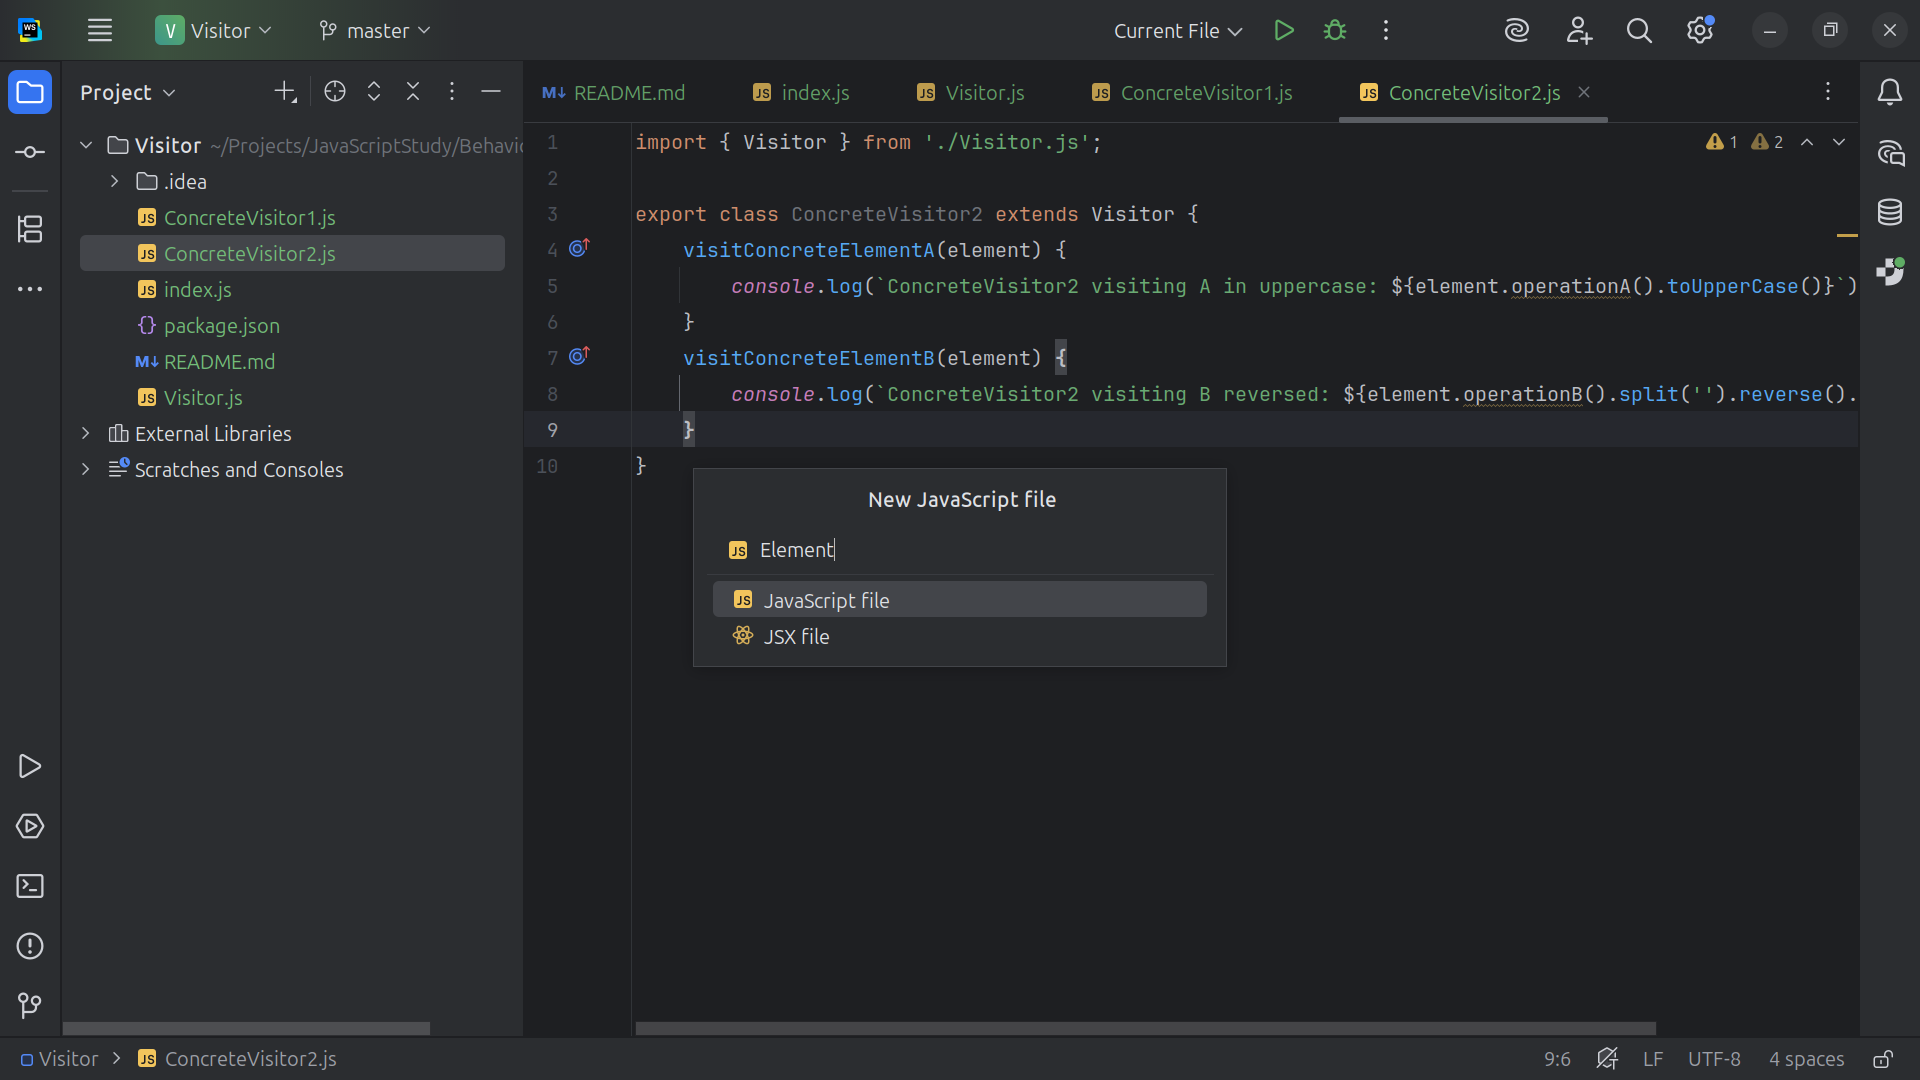 V Visitor master Current File
Project
README.md index.js Visitor.js ConcreteVisitor1.js ConcreteVisitor2.js
Visitor ~/Projects/JavaScriptStudy/Behavio
.idea
ConcreteVisitor1.js
ConcreteVisitor2.js
index.js
package.json
README.md
Visitor.js
External Libraries
Scratches and Consoles
1 import { Visitor } from './Visitor.js';
2
3 export class ConcreteVisitor2 extends Visitor {
4 visitConcreteElementA(element) {
5 console.log(`ConcreteVisitor2 visiting A in uppercase: ${element.operationA().toUpperCase()}`)
6 }
7 visitConcreteElementB(element) {
8 console.log(`ConcreteVisitor2 visiting B reversed: ${element.operationB().split('').reverse().
9 }
10 }
1 2
New JavaScript file
Element
JavaScript file
JSX file
Visitor ConcreteVisitor2.js 9:6 LF UTF-8 4 spaces